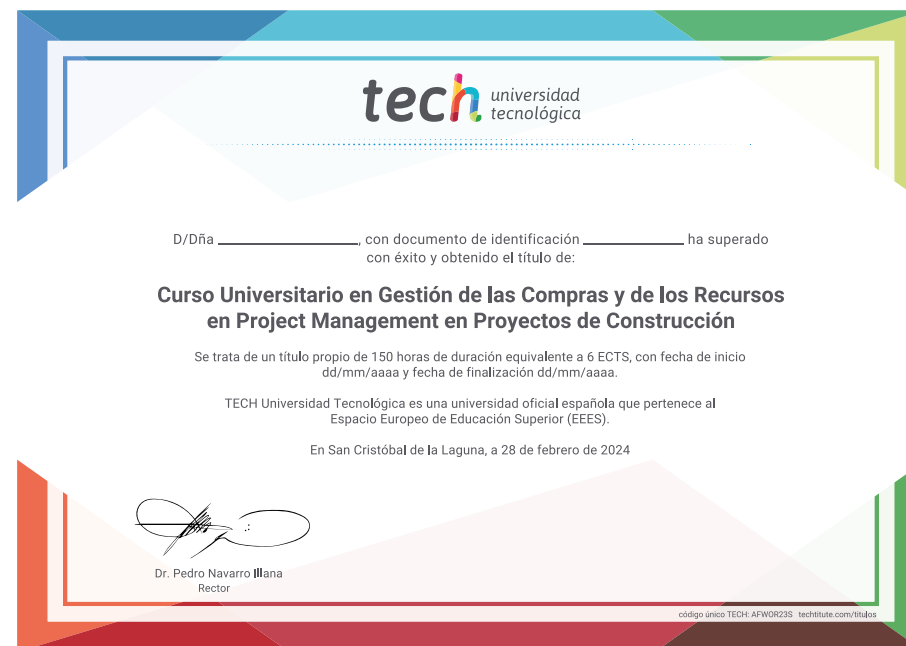 tech universidad
tecnológica
D/Dña ______________, con documento de identificación __________ ha superado
con éxito y obtenido el título de:
Curso Universitario en Gestión de las Compras y de los Recursos
en Project Management en Proyectos de Construcción
Se trata de un título propio de 150 horas de duración equivalente a 6 ECTS, con fecha de inicio
dd/mm/aaaa y fecha de finalización dd/mm/aaaa.
TECH Universidad Tecnológica es una universidad oficial española que pertenece al
Espacio Europeo de Educación Superior (EEES).
En San Cristóbal de la Laguna, a 28 de febrero de 2024
Dr. Pedro Navarro Illana
Rector
código único TECH: AFWOR23S techtitute.com/titulos